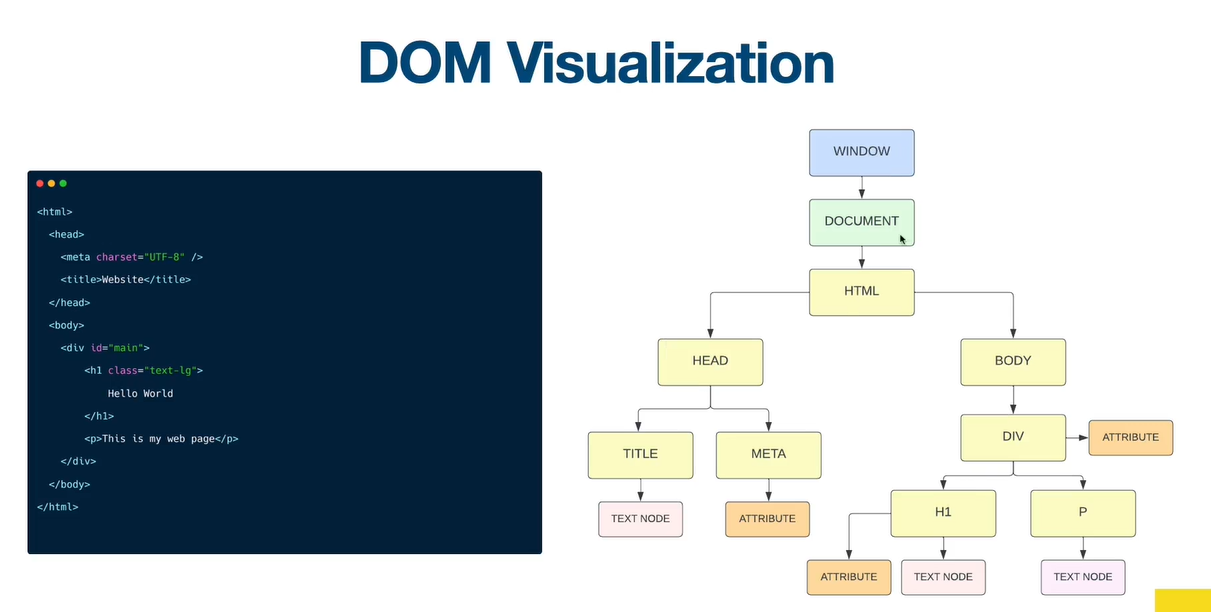 DOM Visualization
<html>
<head>
<meta charset="UTF-8" />
<title>Website</title>
</head>
<body>
<div id="main">
<h1 class="text-lg">
Hello World
</h1>
<p>This is my web page</p>
</div>
</body>
</html>
WINDOW
DOCUMENT
HTML
HEAD
BODY
TITLE
META
DIV
ATTRIBUTE
TEXT NODE
ATTRIBUTE
H1
P
ATTRIBUTE
TEXT NODE
TEXT NODE